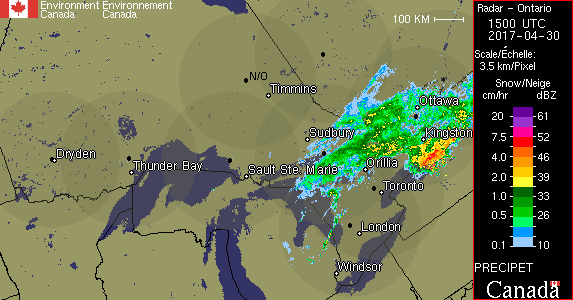 Environment Environnement
Canada Canada
100 KM
N/O
Timmins
Ottawa
Sudbury
Kingston
Dryden
Thunder Bay
Sault Ste. Marie
Orillia
Toronto
London
Windsor
Radar - Ontario
1500 UTC
2017-04-30
Scale/Échelle:
3.5 km/Pixel
Snow/Neige
cm/hr dBZ
20 61
7.5 52
4.0 46
2.0 39
1.0 33
0.5 26
0.1 10
PRECIPET
Canada